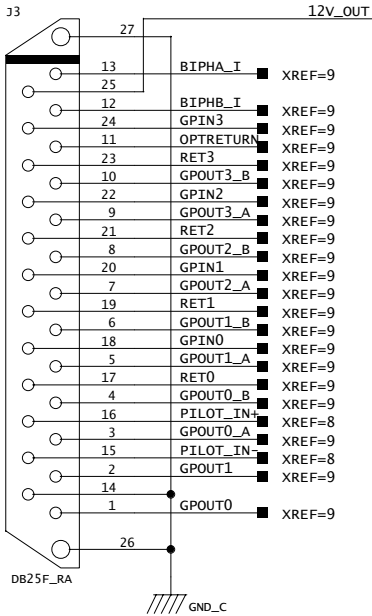 J3
12V_OUT
27
13 BIPHA_I XREF=9
25
12 BIPHB_I XREF=9
24 GPIN3 XREF=9
11 OPTRETURN XREF=9
23 RET3 XREF=9
10 GPOUT3_B XREF=9
22 GPIN2 XREF=9
9 GPOUT3_A XREF=9
21 RET2 XREF=9
8 GPOUT2_B XREF=9
20 GPIN1 XREF=9
7 GPOUT2_A XREF=9
19 RET1 XREF=9
6 GPOUT1_B XREF=9
18 GPIN0 XREF=9
5 GPOUT1_A XREF=9
17 RET0 XREF=9
4 GPOUT0_B XREF=9
16 PILOT_IN+ XREF=8
3 GPOUT0_A XREF=9
15 PILOT_IN- XREF=8
2 GPOUT1 XREF=9
14
1 GPOUT0 XREF=9
26
DB25F_RA
GND_C